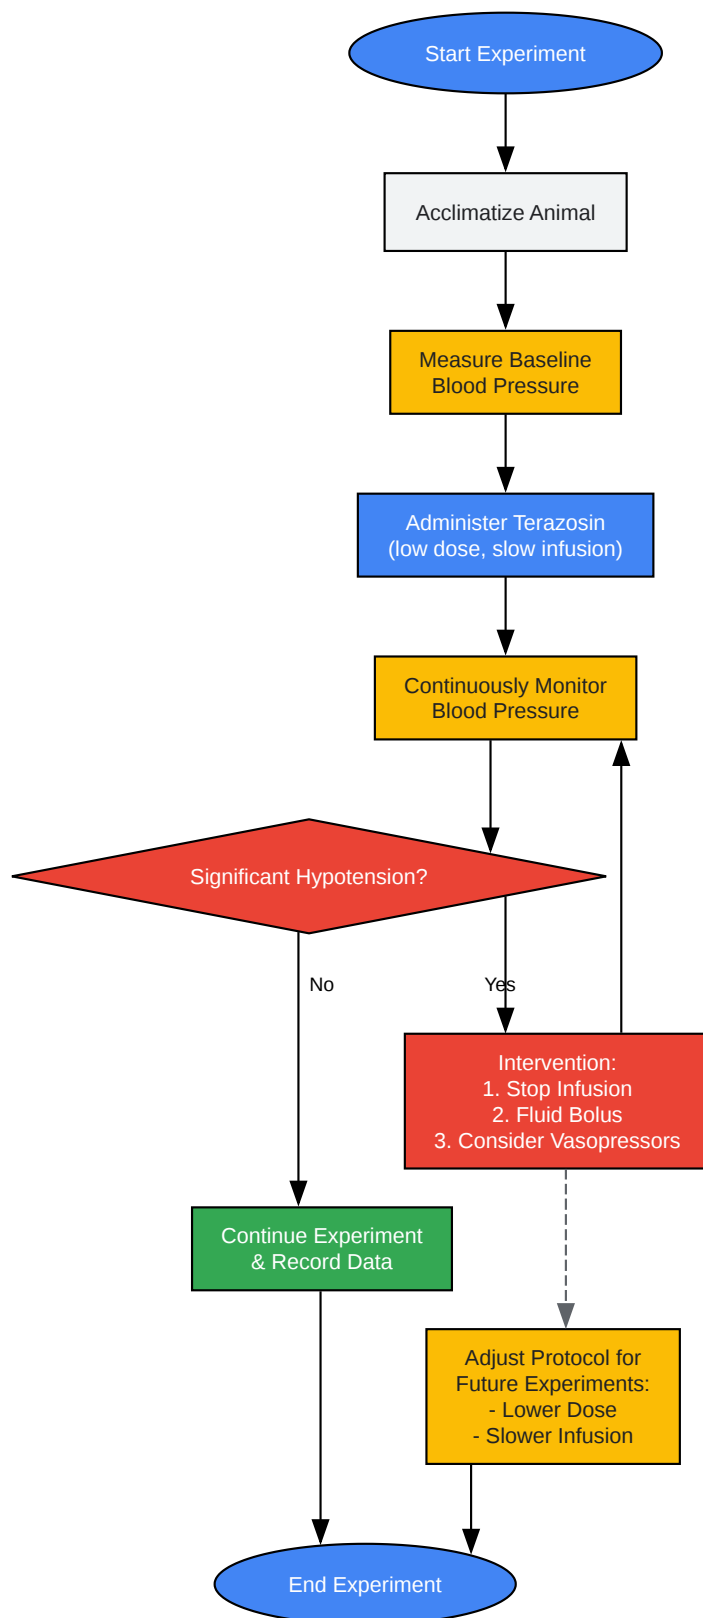 Start Experiment
Acclimatize Animal
Measure Baseline
Blood Pressure
Administer Terazosin
(low dose, slow infusion)
Continuously Monitor
Blood Pressure
Significant Hypotension?
No
Yes
Intervention:
1. Stop Infusion
2. Fluid Bolus
3. Consider Vasopressors
Continue Experiment
& Record Data
Adjust Protocol for
Future Experiments:
- Lower Dose
- Slower Infusion
End Experiment